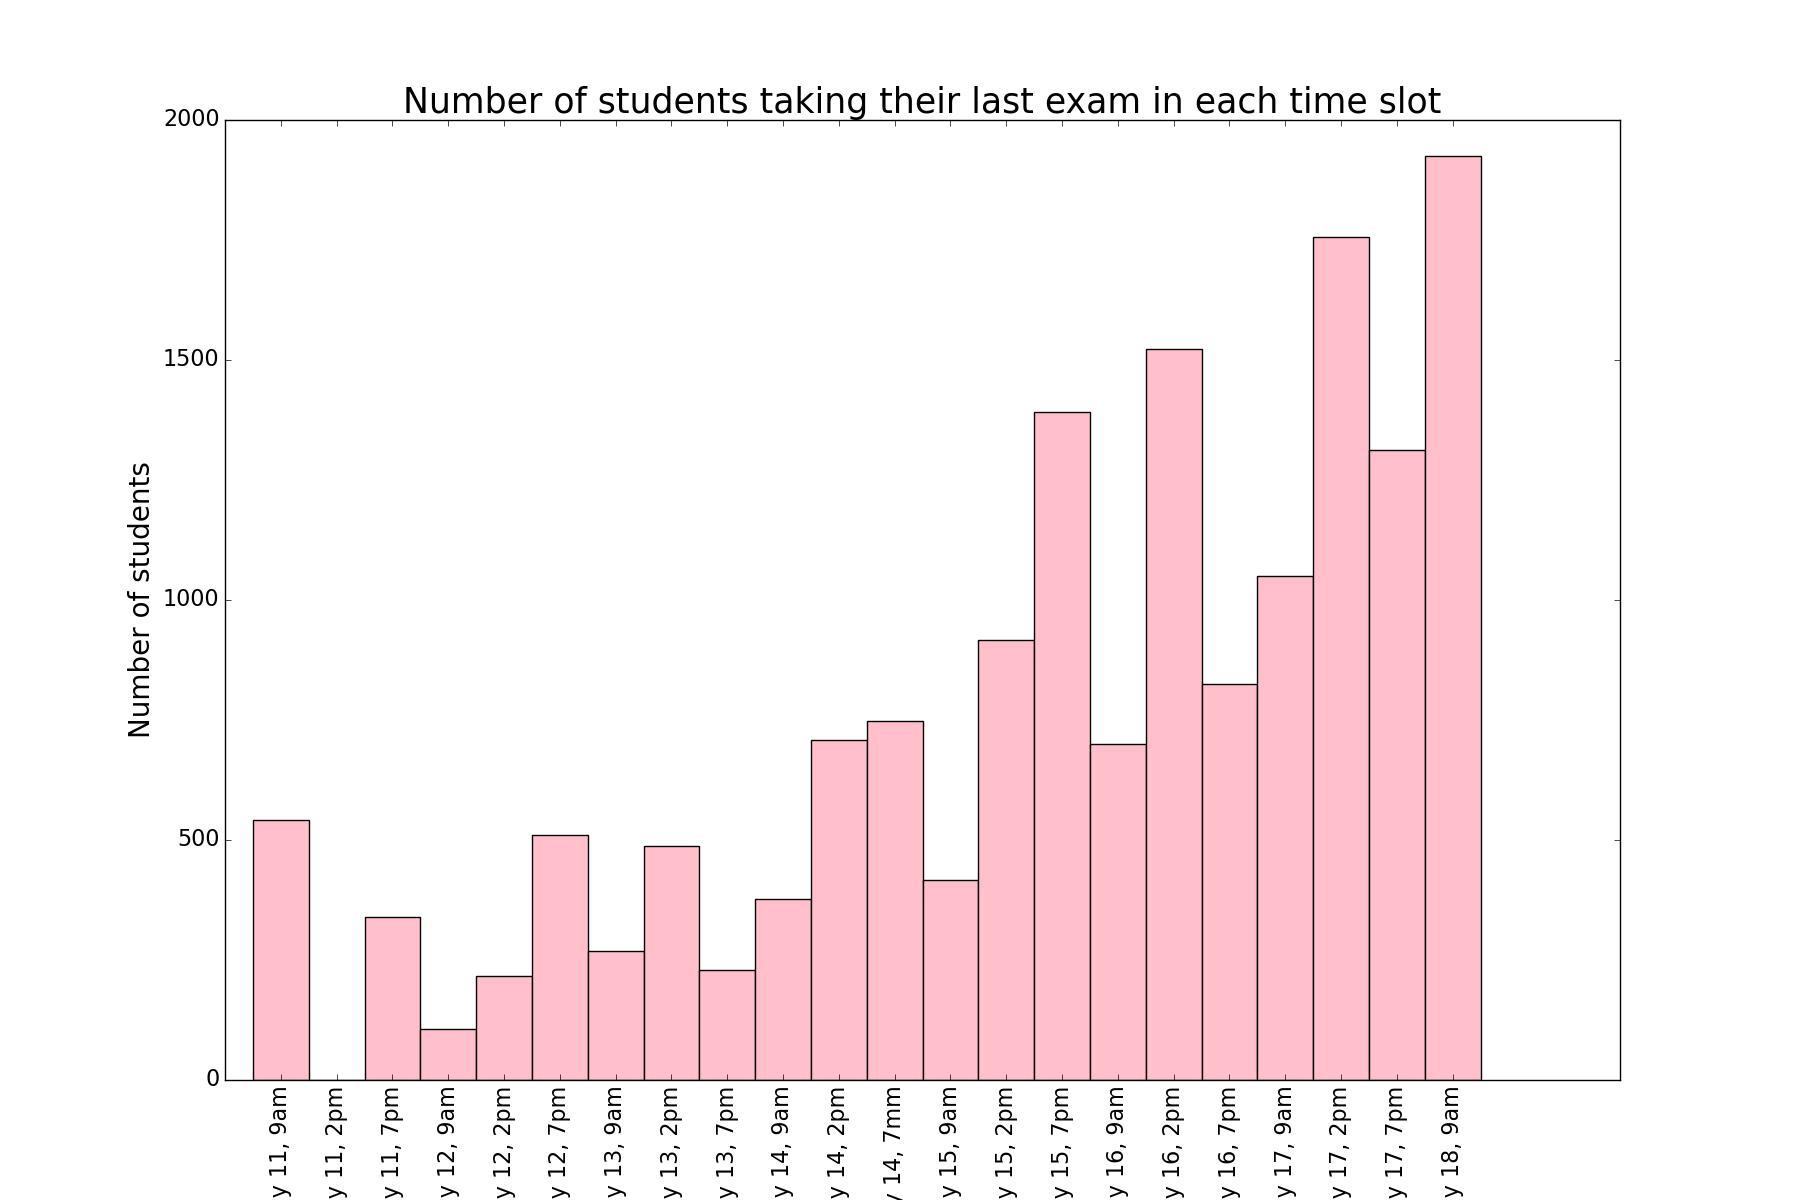 Number of students taking their last exam in each time slot
Number of students
2000
1500
1000
500
0
y 11, 9am
y 11, 2pm
y 11, 7pm
y 12, 9am
y 12, 2pm
y 12, 7pm
y 13, 9am
y 13, 2pm
y 13, 7pm
y 14, 9am
y 14, 2pm
y 14, 7mm
y 15, 9am
y 15, 2pm
y 15, 7pm
y 16, 9am
y 16, 2pm
y 16, 7pm
y 17, 9am
y 17, 2pm
y 17, 7pm
y 18, 9am